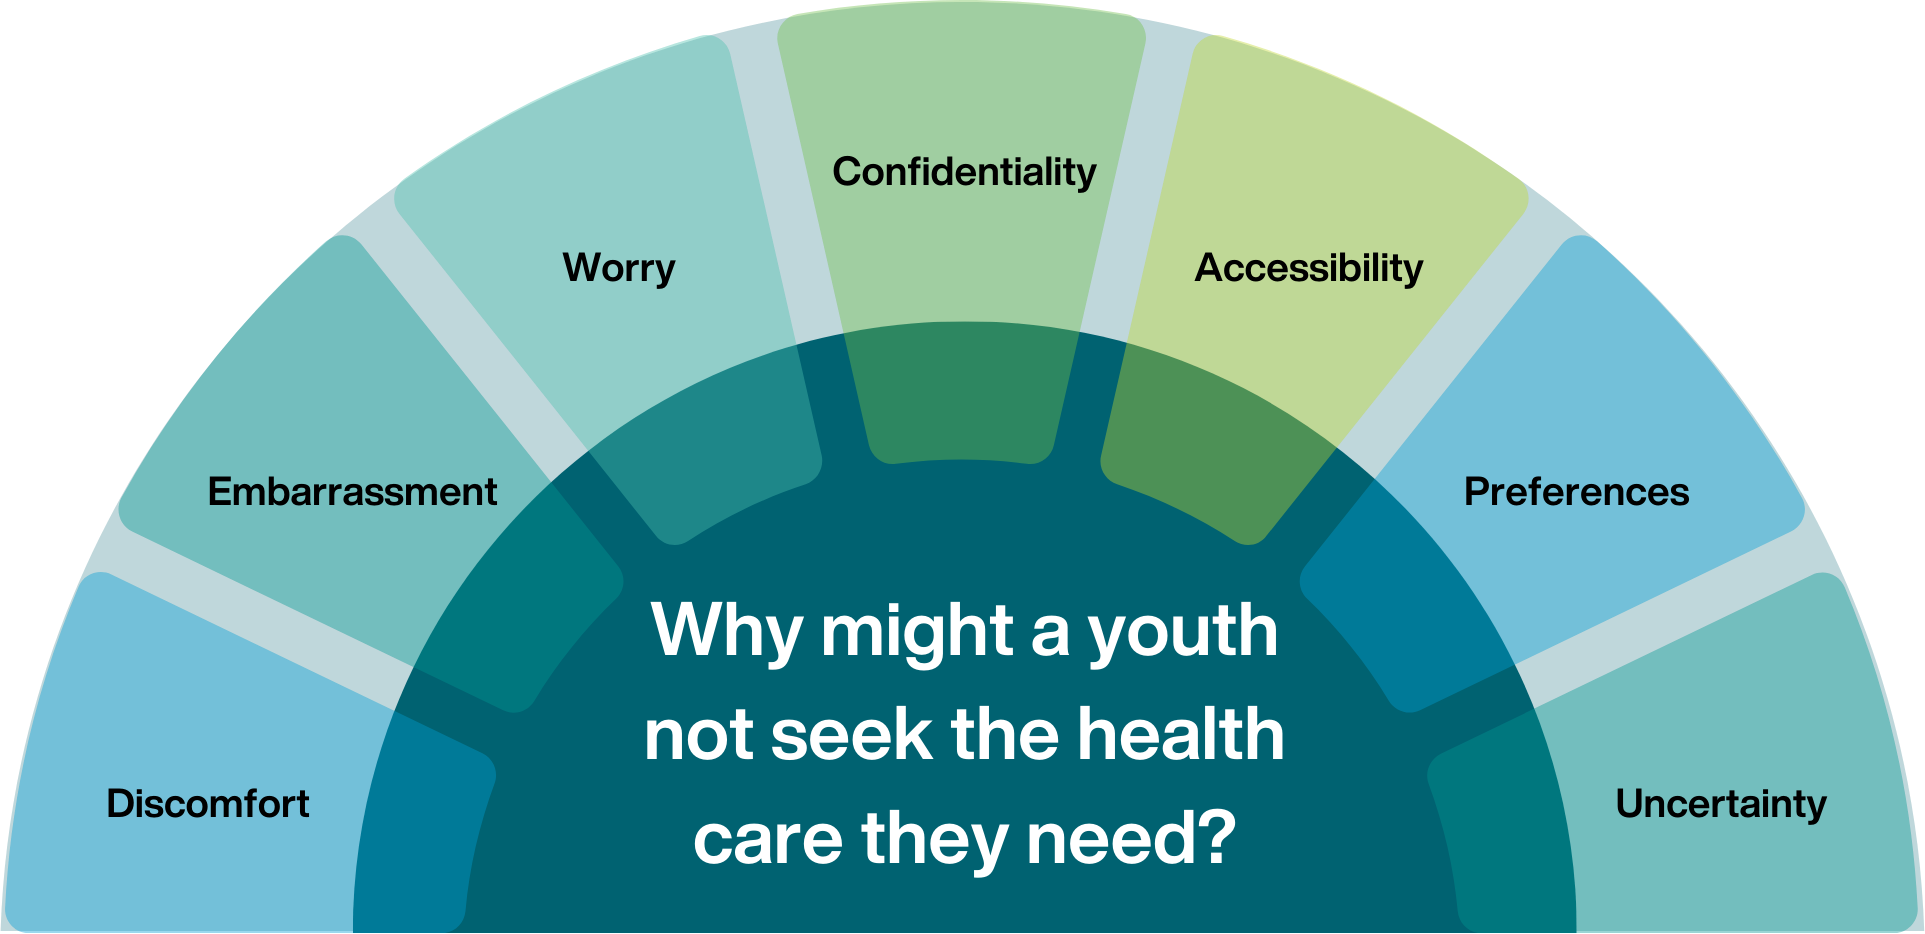 Discomfort
Embarrassment
Worry
Confidentiality
Accessibility
Preferences
Uncertainty
Why might a youth
not seek the health
care they need?